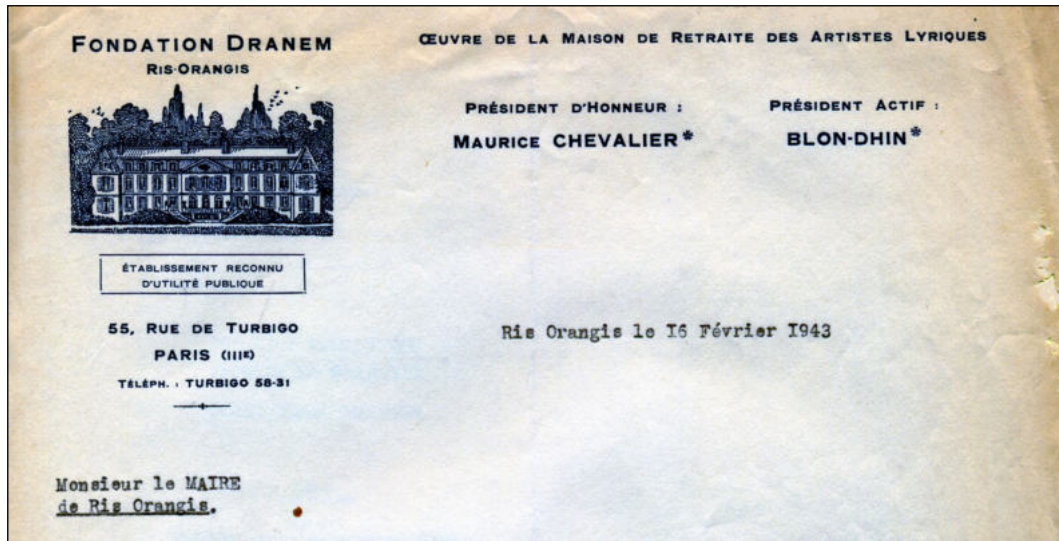 FONDATION DRANEM
RIS-ORANGIS
ŒUVRE DE LA MAISON DE RETRAITE DES ARTISTES LYRIQUES
PRÉSIDENT D'HONNEUR :
MAURICE CHEVALIER*
PRÉSIDENT ACTIF :
BLON-DHIN*
ÉTABLISSEMENT RECONNU
D'UTILITÉ PUBLIQUE
55, RUE DE TURBIGO
PARIS (IIIE)
TÉLÉPH. : TURBIGO 58-31
Ris Orangis le I6 Février I943
Monsieur le MAIRE
de Ris Orangis.